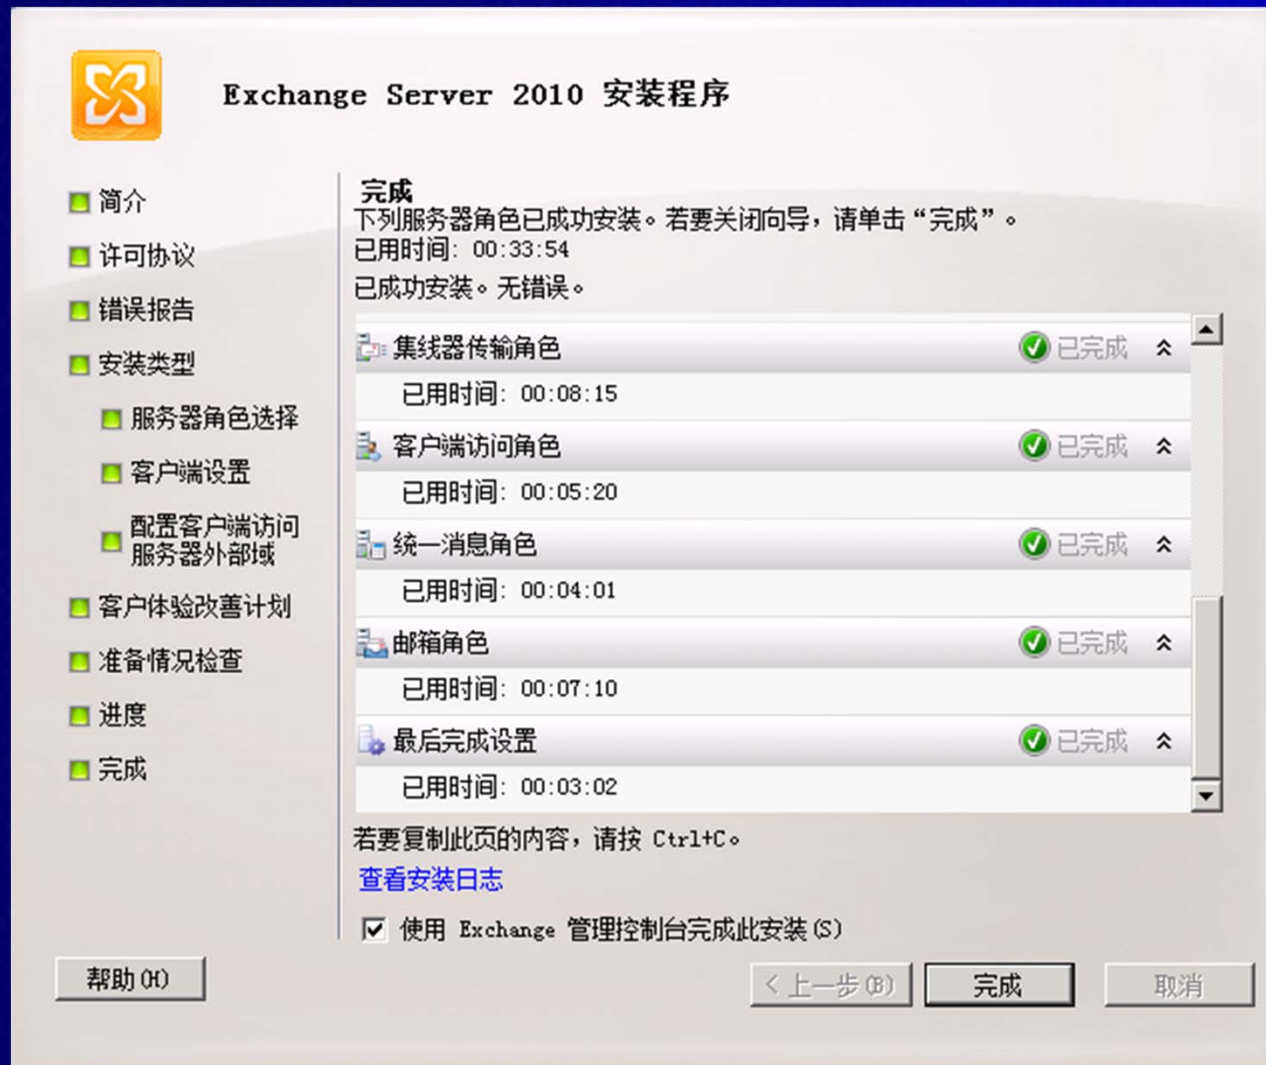 Exchange Server 2010 安装程序
简介
许可协议
错误报告
安装类型
服务器角色选择
客户端设置
配置客户端访问
服务器外部域
客户体验改善计划
准备情况检查
进度
完成
完成
下列服务器角色已成功安装。若要关闭向导，请单击“完成”。
已用时间: 00:33:54
已成功安装。无错误。
集线器传输角色 已完成
已用时间: 00:08:15
客户端访问角色 已完成
已用时间: 00:05:20
统一消息角色 已完成
已用时间: 00:04:01
邮箱角色 已完成
已用时间: 00:07:10
最后完成设置 已完成
已用时间: 00:03:02
若要复制此页的内容，请按 Ctrl+C。
查看安装日志
使用 Exchange 管理控制台完成此安装(S)
帮助(H) <上一步(B) 完成 取消